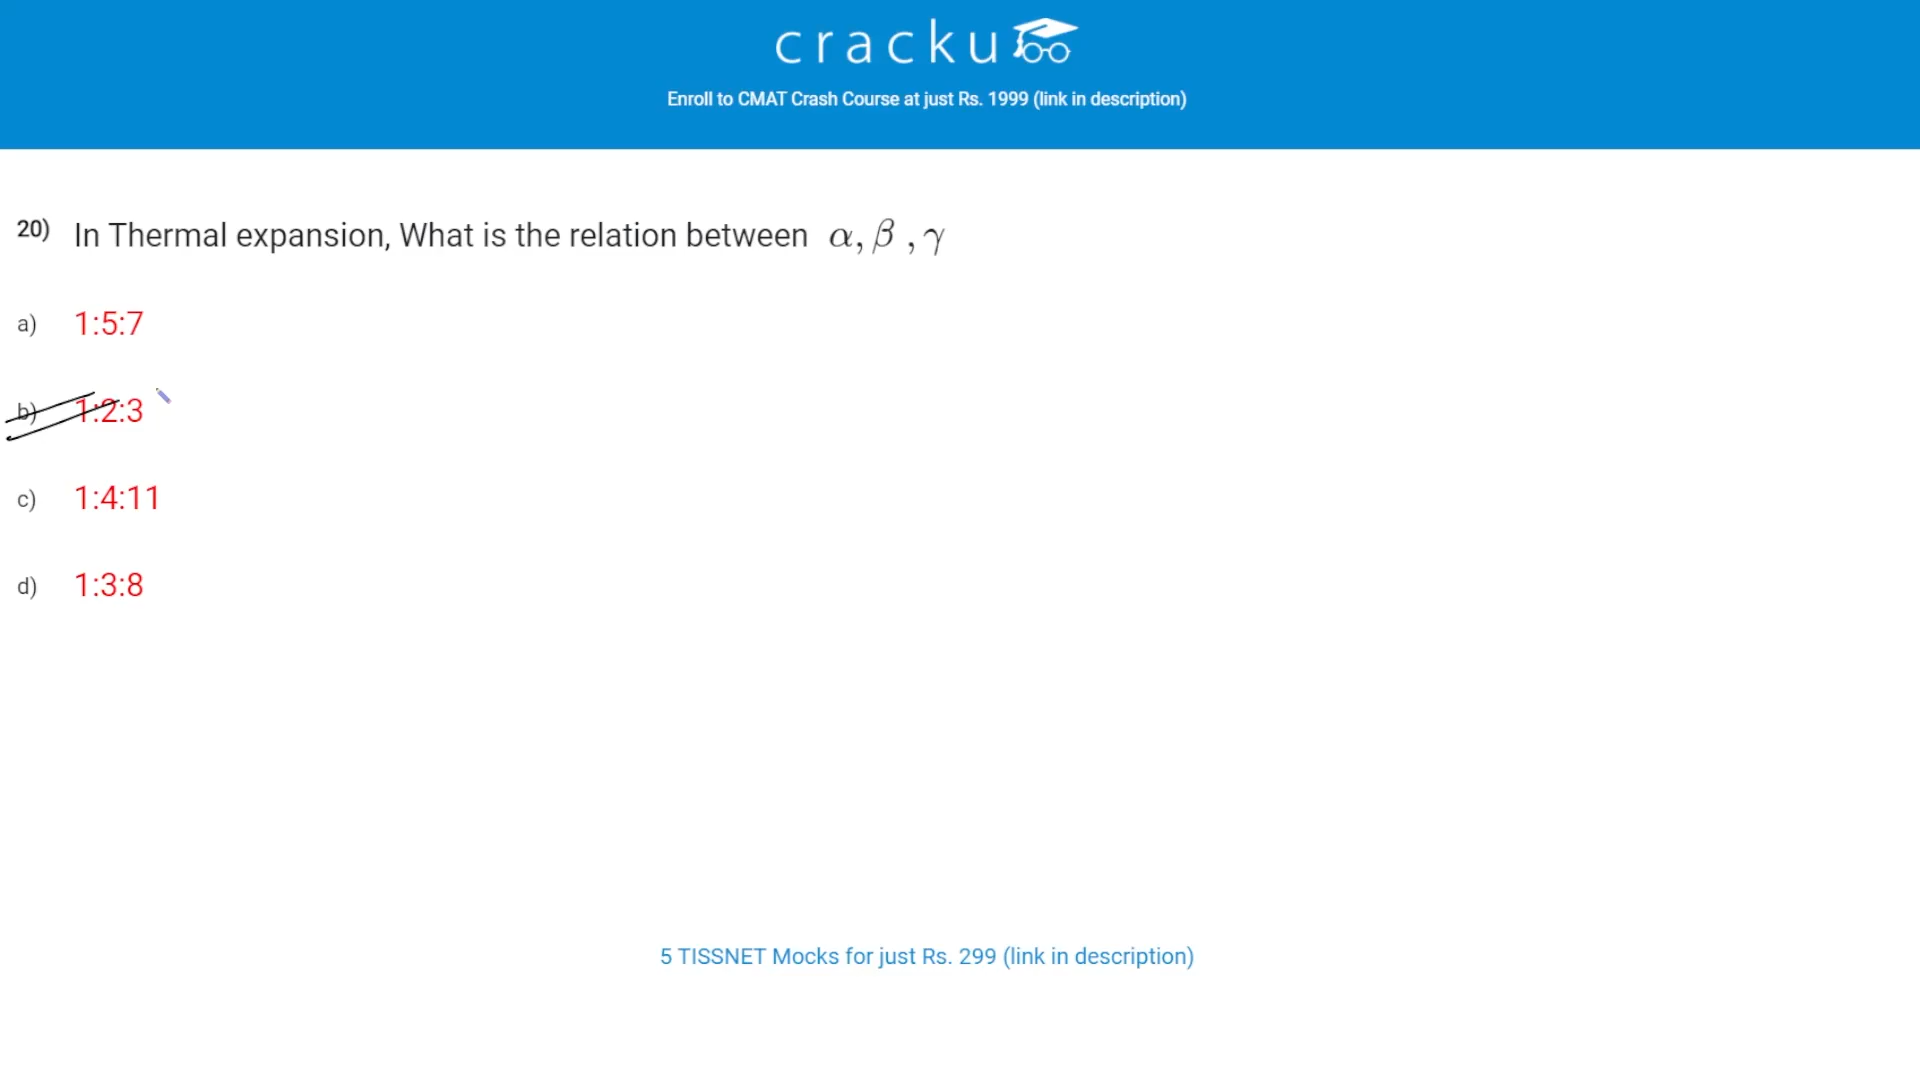 cracku
Enroll to CMAT Crash Course at just Rs. 1999 (link in description)
20) In Thermal expansion, What is the relation between α, β , γ
a) 1:5:7
b) 1:2:3
c) 1:4:11
d) 1:3:8
5 TISSNET Mocks for just Rs. 299 (link in description)